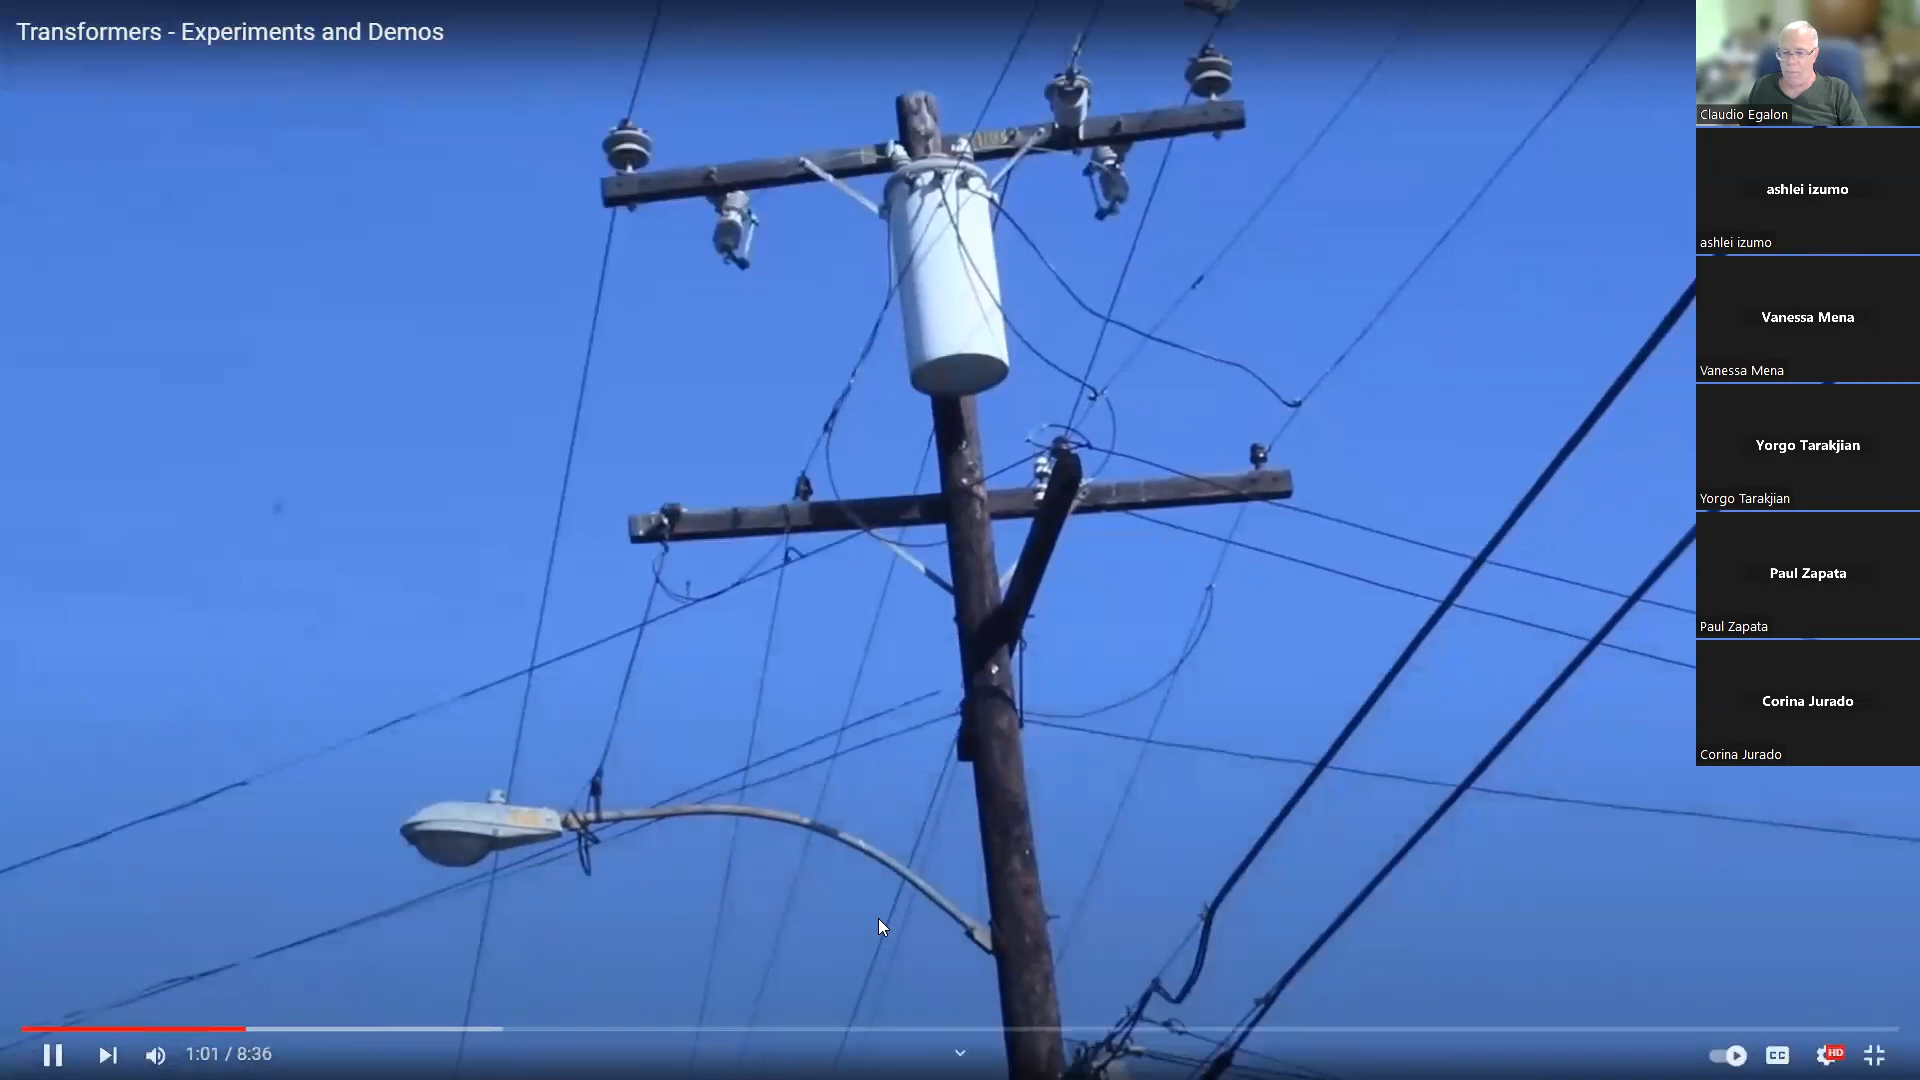 Transformers - Experiments and Demos
Claudio Egalon
ashlei izumo
ashlei izumo
Vanessa Mena
Vanessa Mena
Yorgo Tarakjian
Yorgo Tarakjian
Paul Zapata
Paul Zapata
Corina Jurado
Corina Jurado
1:01 / 8:36
CC
HD